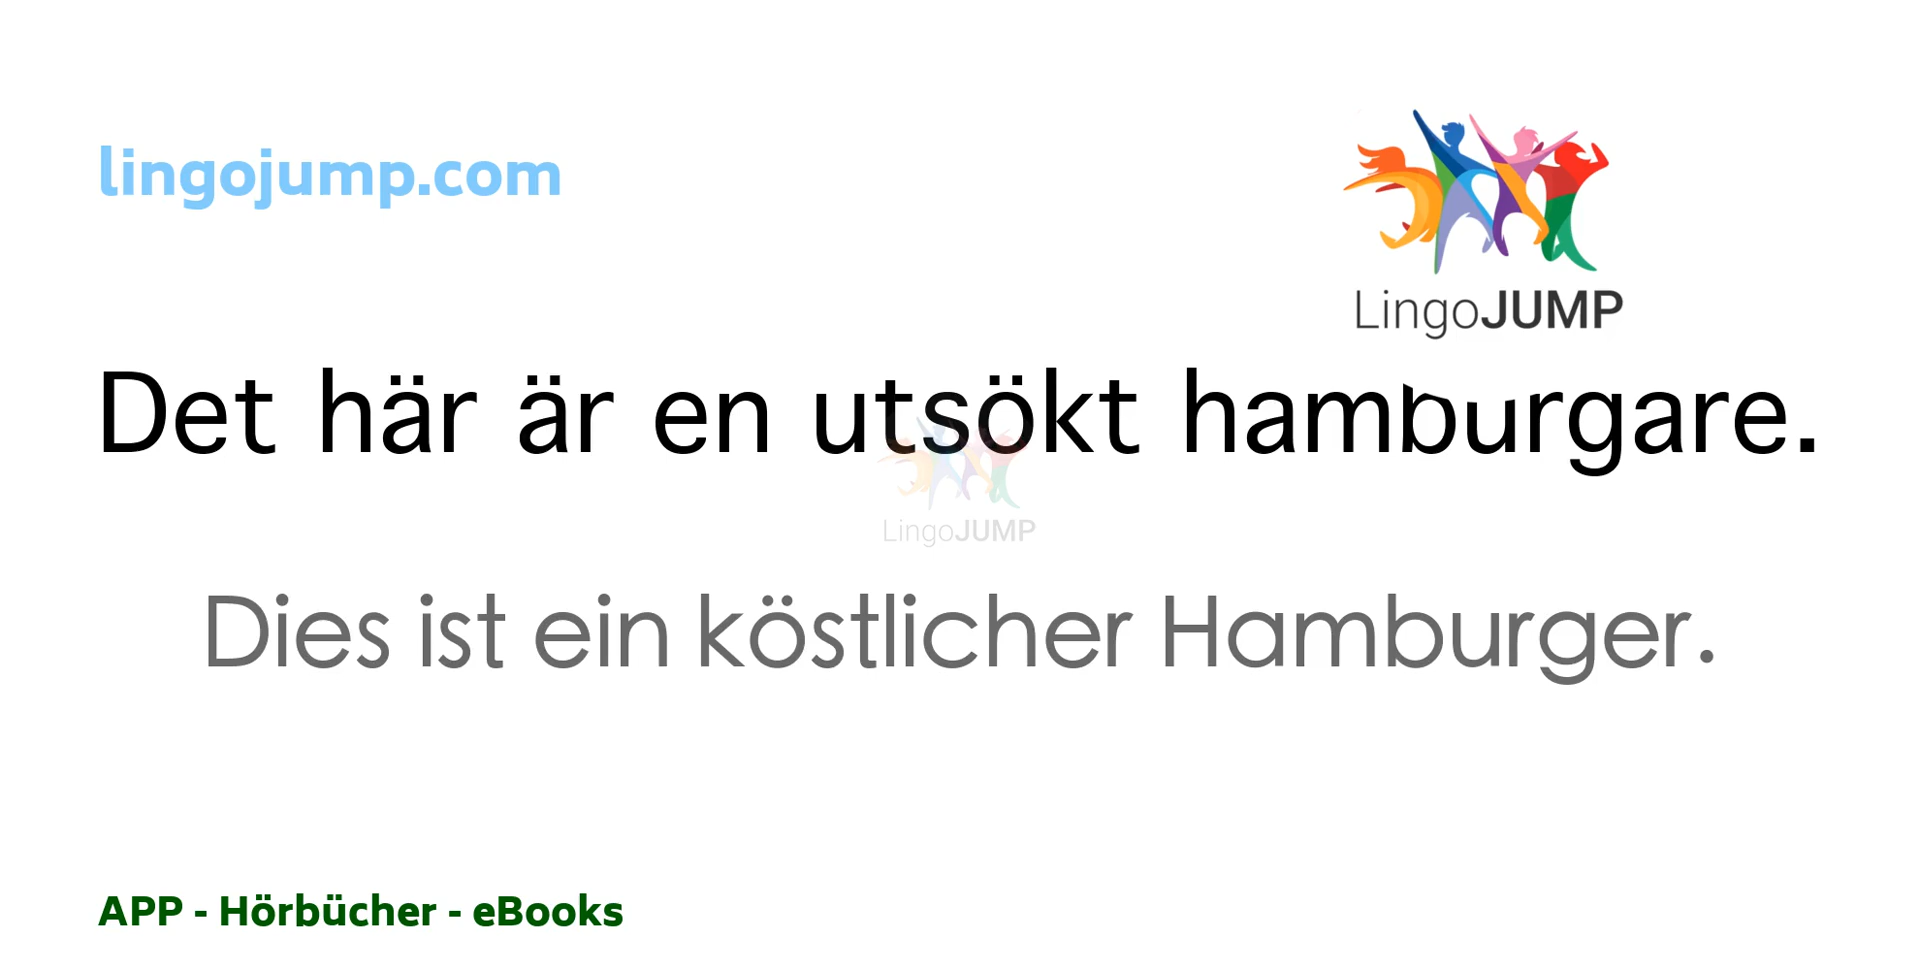 lingojump.com
LingoJUMP
Det här är en utsökt hamburgare.
LingoJUMP
Dies ist ein köstlicher Hamburger.
APP - Hörbücher - eBooks